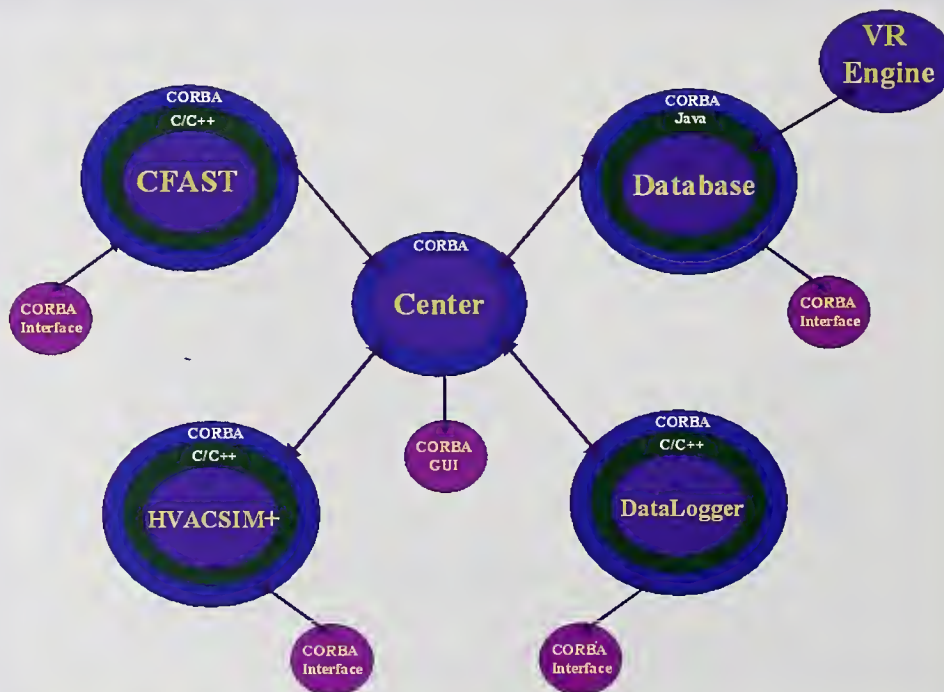 VR
Engine
CORBA
C/C++
CFAST
CORBA
Java
Database
CORBA
Center
CORBA
Interface
CORBA
Interface
CORBA
C/C++
HVACSIM+
CORBA
GUI
CORBA
C/C++
DataLogger
CORBA
Interface
CORBA
Interface